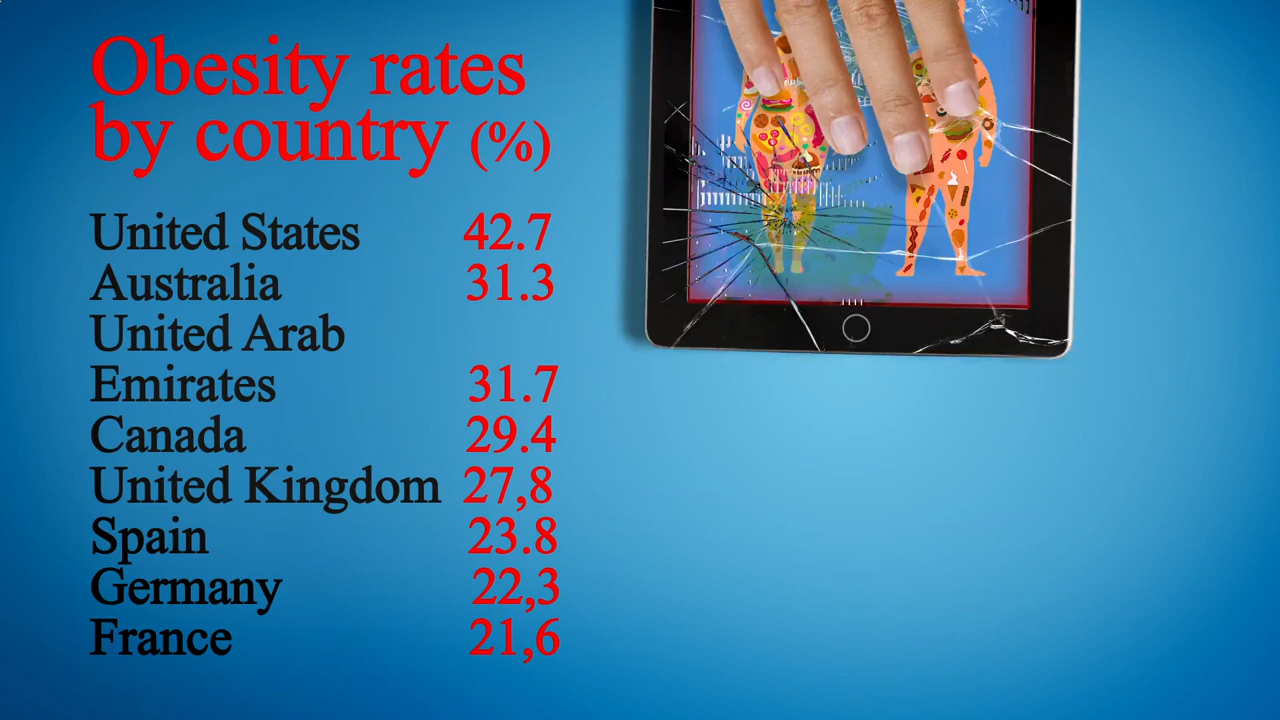 Obesity rates
by country (%)
United States 42.7
Australia 31.3
United Arab
Emirates 31.7
Canada 29.4
United Kingdom 27,8
Spain 23.8
Germany 22,3
France 21,6